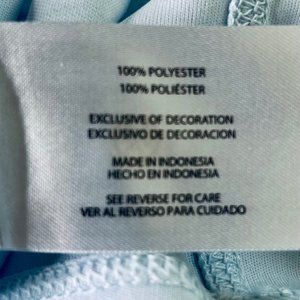 100% POLYESTER
100% POLIÉSTER
EXCLUSIVE OF DECORATION
EXCLUSIVO DE DECORACION
MADE IN INDONESIA
HECHO EN INDONESIA
SEE REVERSE FOR CARE
VER AL REVERSO PARA CUIDADO